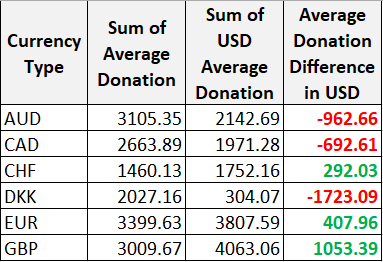 Currency Type Sum of Average Donation Sum of USD Average Donation Average Donation Difference in USD
AUD 3105.35 2142.69 -962.66
CAD 2663.89 1971.28 -692.61
CHF 1460.13 1752.16 292.03
DKK 2027.16 304.07 -1723.09
EUR 3399.63 3807.59 407.96
GBP 3009.67 4063.06 1053.39